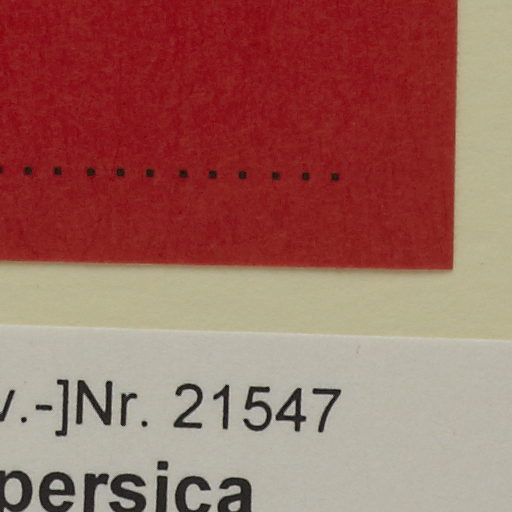 ............
v.-]Nr. 21547
persica